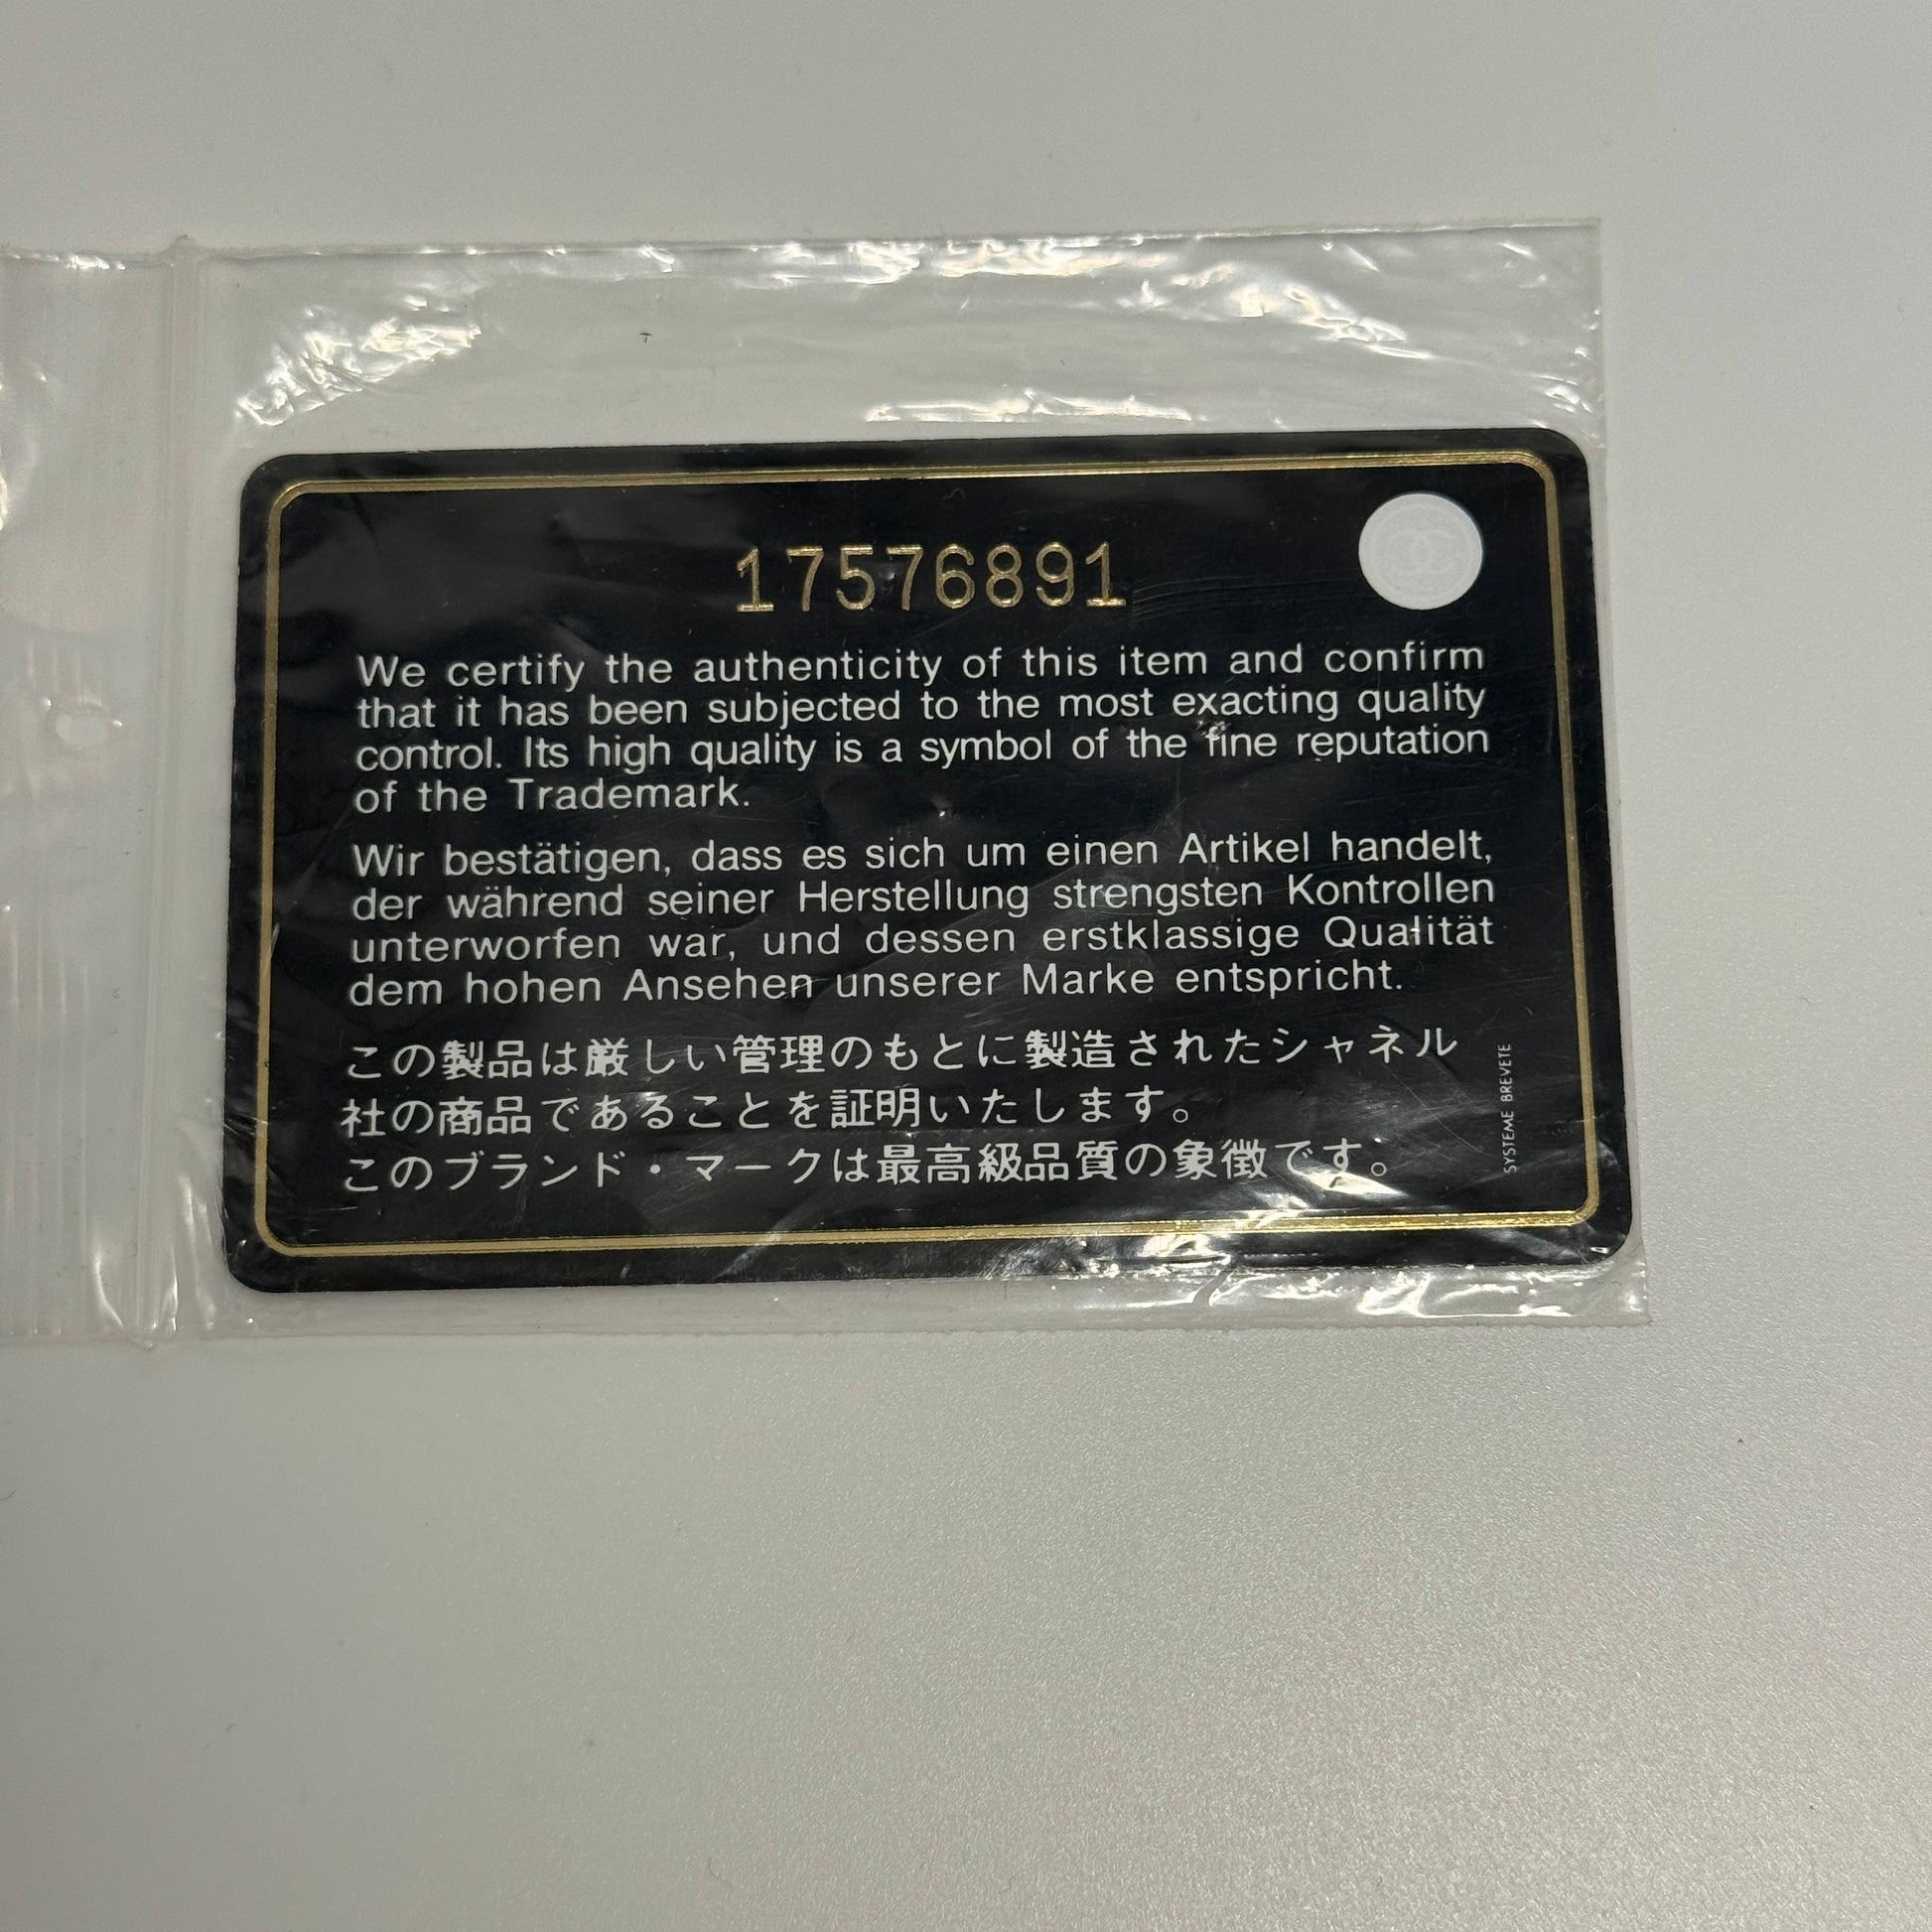 17576891
We certify the authenticity of this item and confirm
that it has been subjected to the most exacting quality
control. Its high quality is a symbol of the fine reputation
of the Trademark.
Wir bestätigen, dass es sich um einen Artikel handelt,
der während seiner Herstellung strengsten Kontrollen
unterworfen war, und dessen erstklassige Qualität
dem hohen Ansehen unserer Marke entspricht.
この製品は厳しい管理のもとに製造されたシャネル
社の商品であることを証明いたします。
このブランド・マークは最高級品質の象徴です。
SYSTEME BREVETE